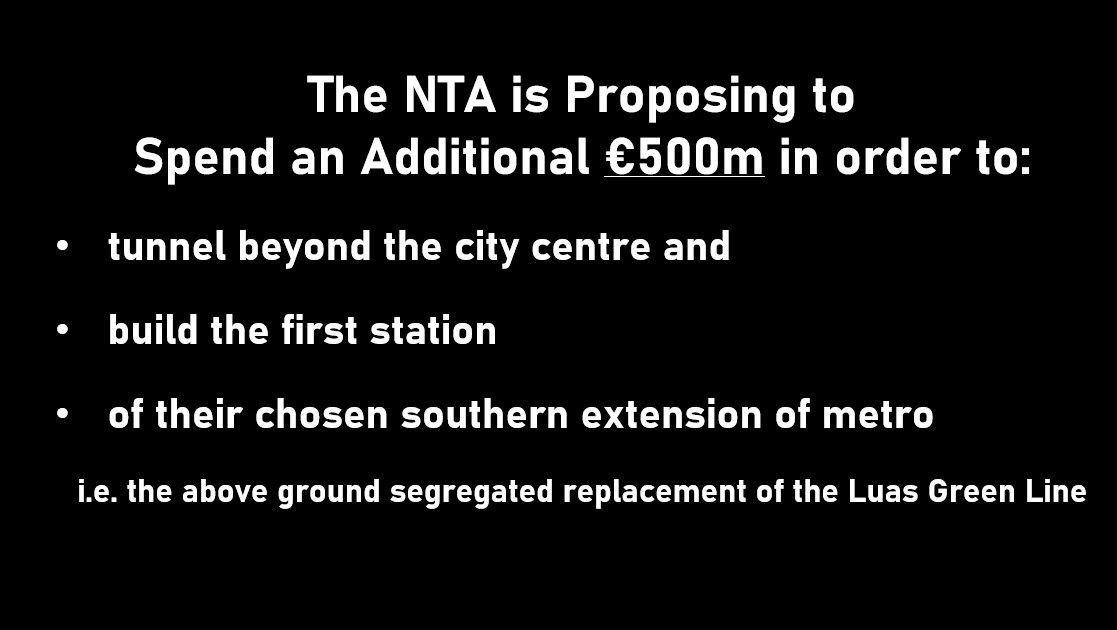 The NTA is Proposing to
Spend an Additional €500m in order to:
• tunnel beyond the city centre and
• build the first station
• of their chosen southern extension of metro
i.e. the above ground segregated replacement of the Luas Green Line